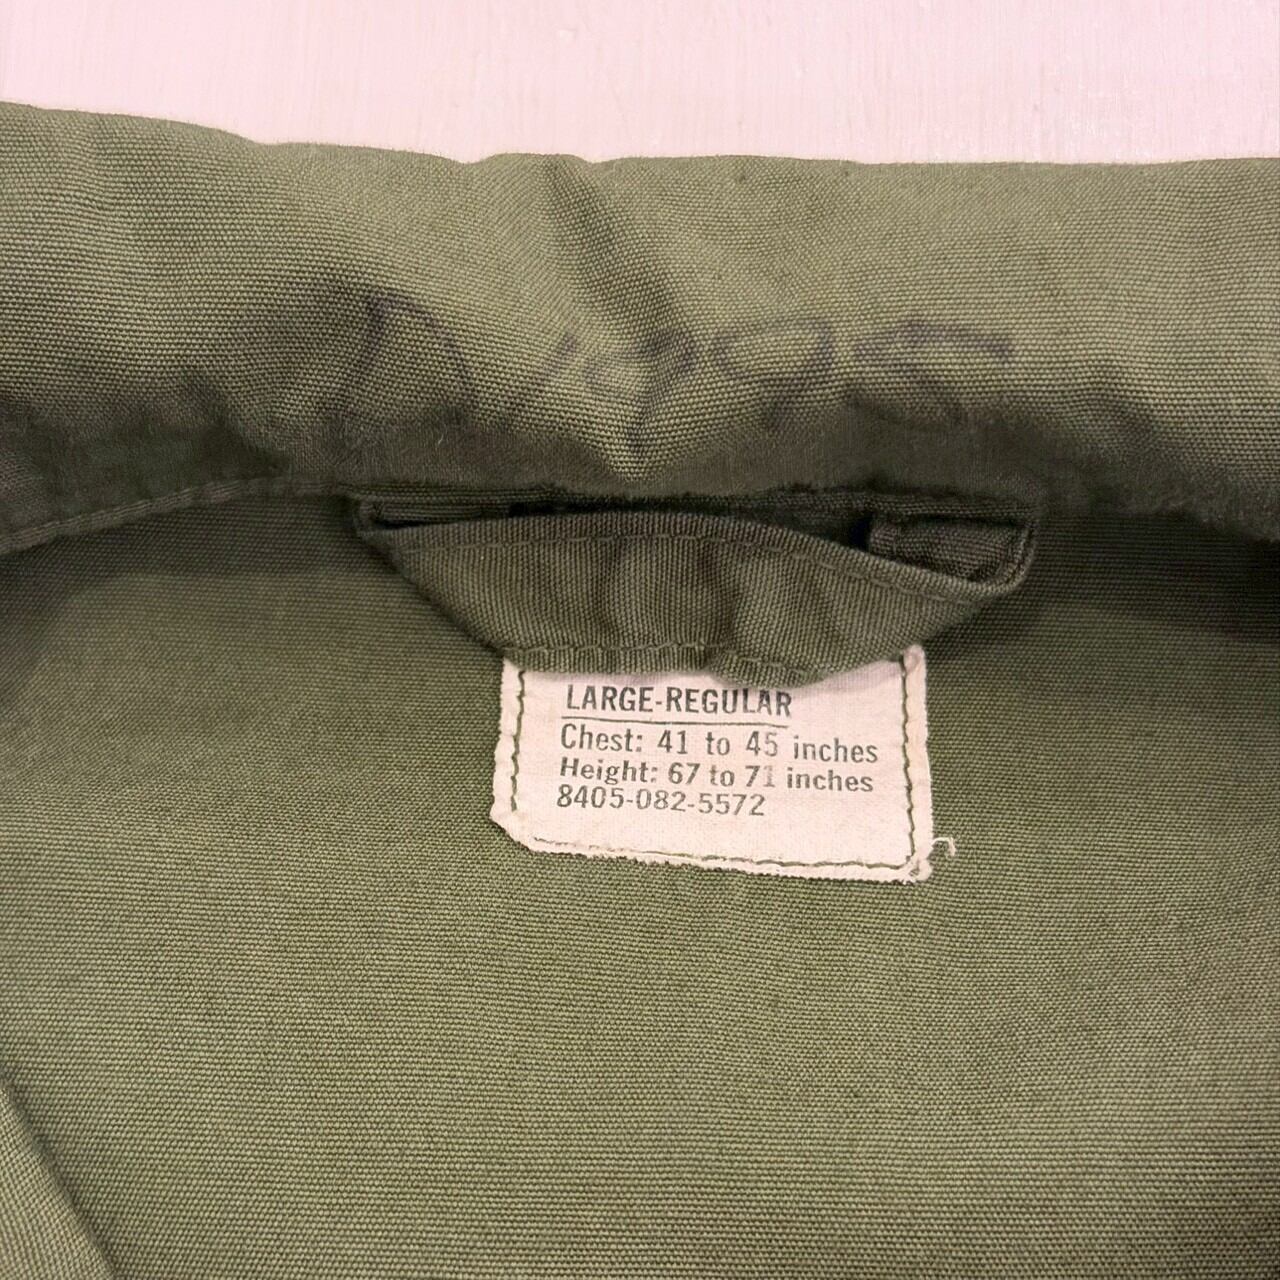 LARGE-REGULAR
Chest: 41 to 45 inches
Height: 67 to 71 inches
8405-082-5572